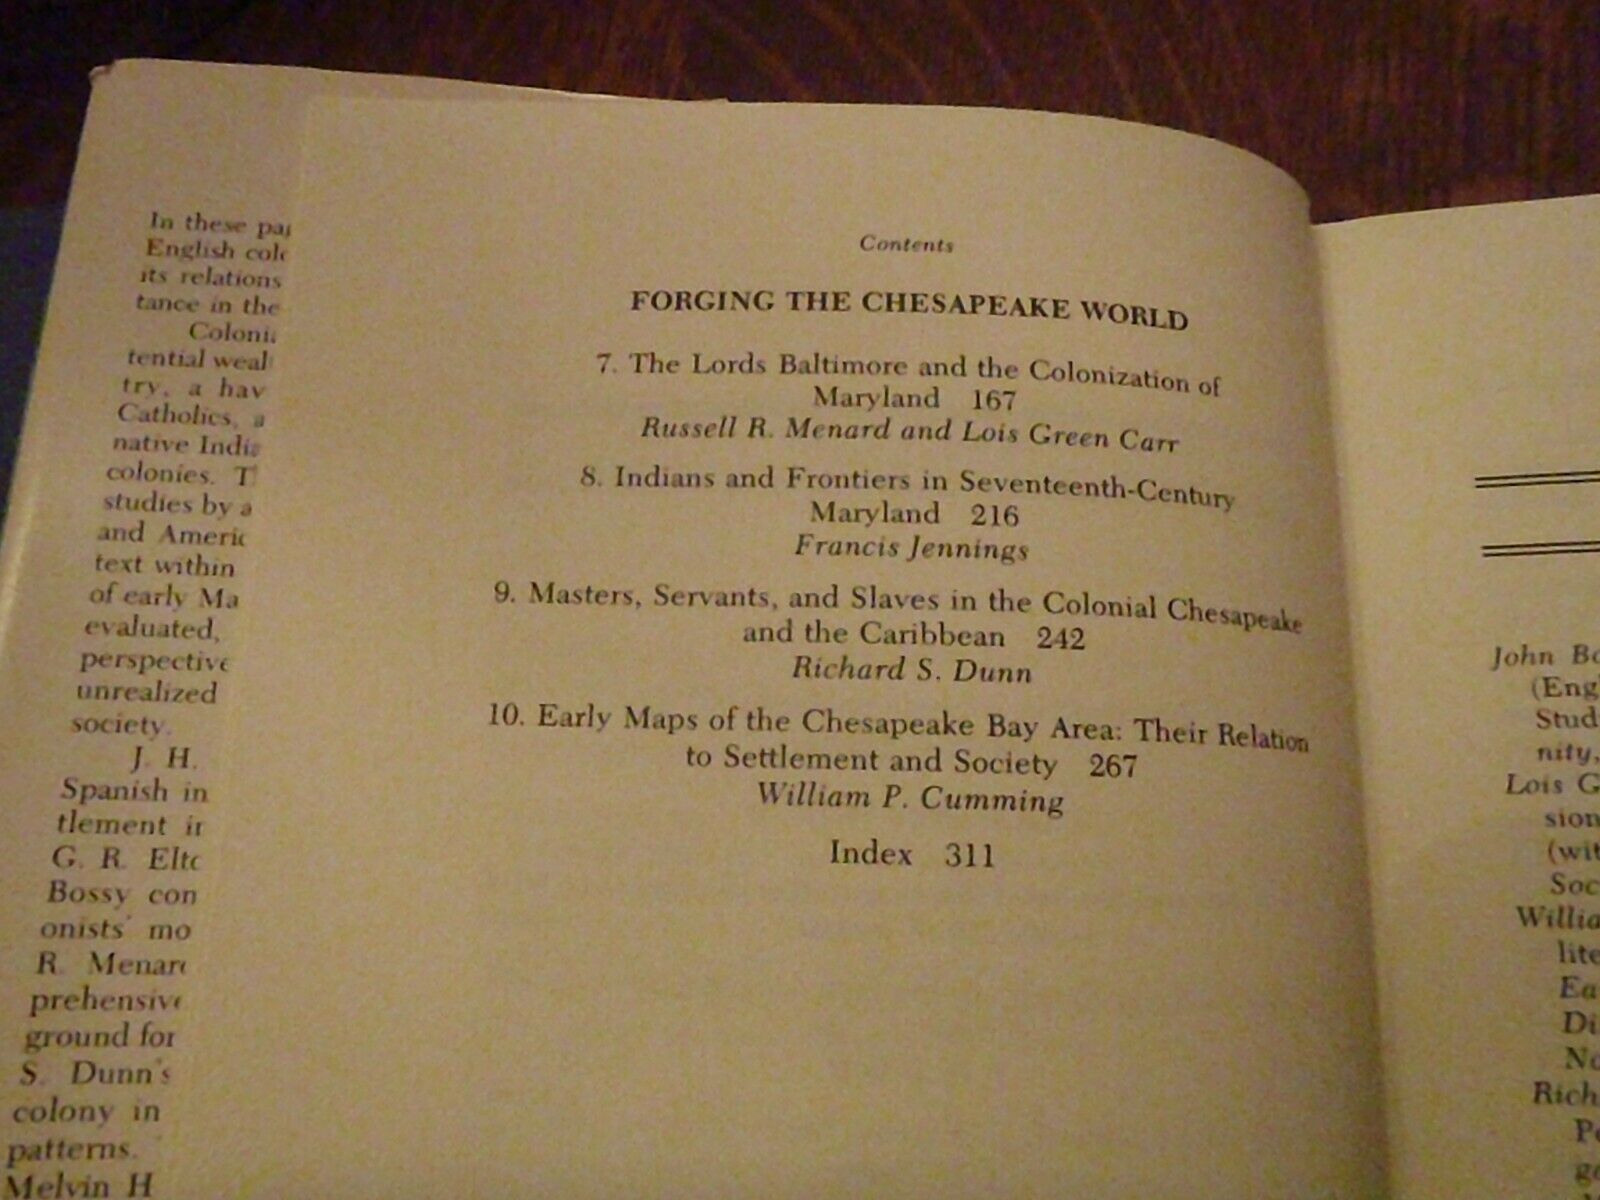 In these
English
its relations
tance in the
tential
try, a
Catholics,
native
colonies.
studies by a
and
text within
of early
evaluated,
unrealized
society.
J. H.
Spanish in
tlement
G. R.
Bossy
onists'
R.
ground for
S. Dunn's
colony in
patterns.
Melvin H
Contents
FORGING THE CHESAPEAKE WORLD
7. The Lords Baltimore and the Colonization of
Maryland 167
Russell R. Menard and Lois Green Carr
8. Indians and Frontiers in Seventeenth-Century
Maryland 216
Francis Jennings
9. Masters, Servants, and Slaves in the Colonial Chesapeake
and the Caribbean 242
Richard S. Dunn
10. Early Maps of the Chesapeake Bay Area: Their Relation
to Settlement and Society 267
William P. Cumming
Index 311
John
nity,
Lois